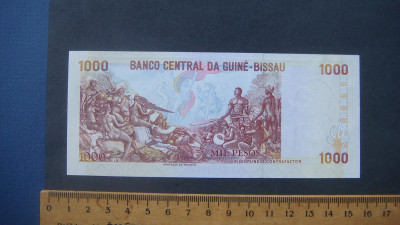 BANCO CENTRAL DA GUINÉ-BISSAU
1000 1000
1000 MIL PESOS 1000
0 1 2 3 4 5 6 7 8 9 10 11 12 13 14 15 16 17